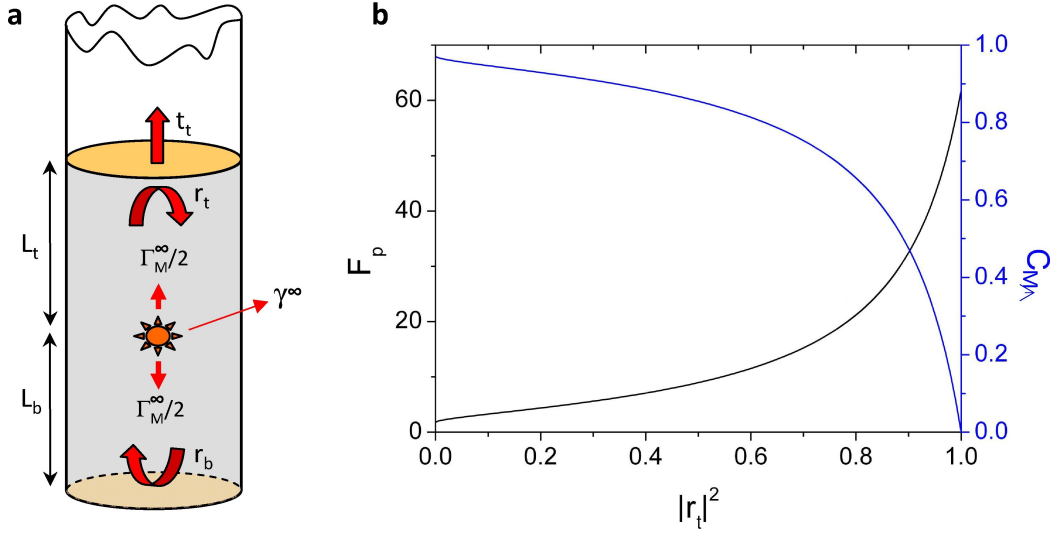 a
t_t
r_t
L_t
Γ_M^∞/2
γ^∞
L_b
Γ_M^∞/2
r_b
b
F_p
60
40
20
0
0.0 0.2 0.4 0.6 0.8 1.0
|r_t|^2
1.0
0.8
0.6
0.4
0.2
0.0
C_M↑